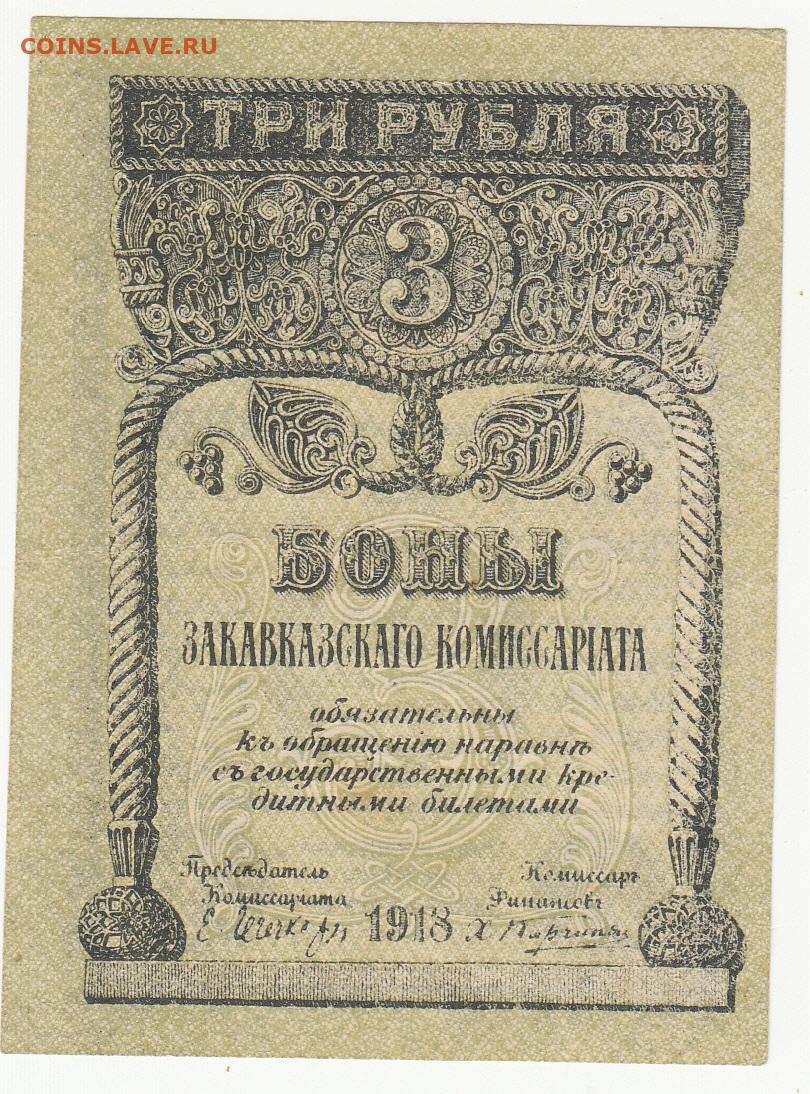 COINS.LAVE.RU
ТРИ РУБЛЯ
3
БОНЫ
ЗАКАВКАЗСКАГО КОМИССАРІАТА
обязательны
къ обращенію наравнѣ
съ государственными кре-
дитными билетами
Предсѣдатель
Комиссаріата
Комиссаръ
Финансовъ
1918